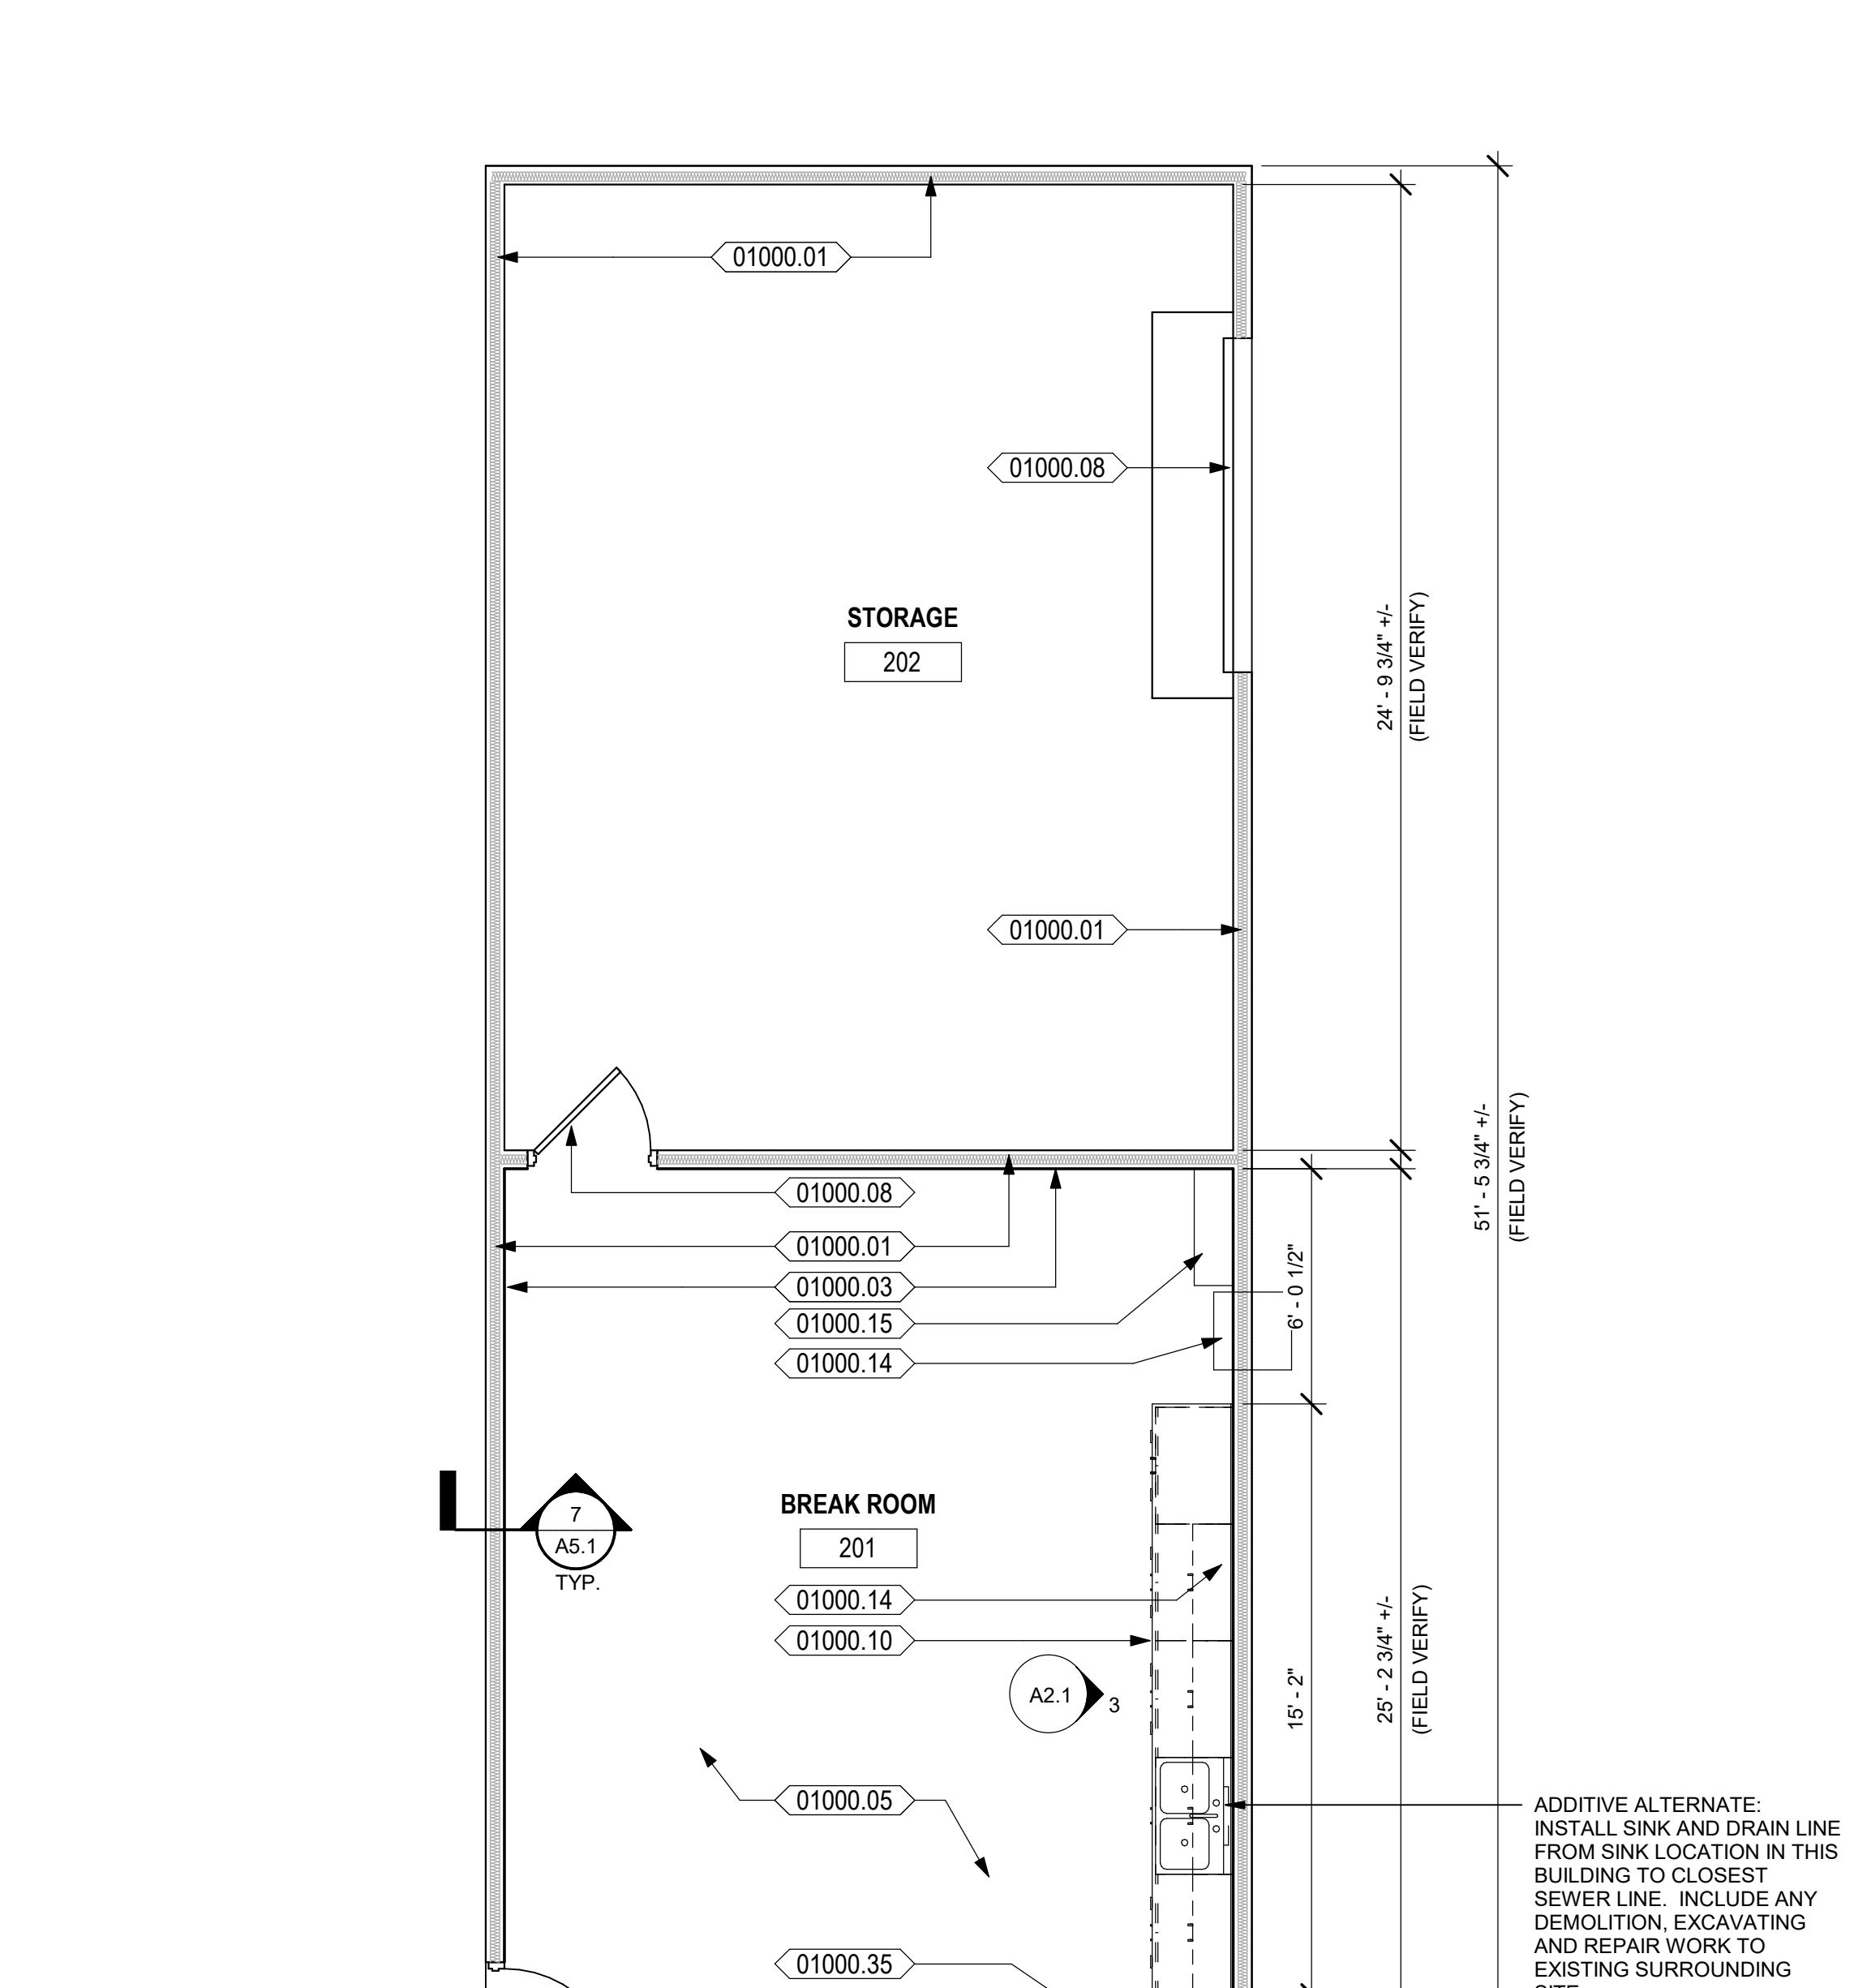 01000.01
01000.08
STORAGE
202
24' - 9 3/4" +/-
(FIELD VERIFY)
01000.01
51' - 5 3/4" +/-
(FIELD VERIFY)
01000.08
01000.01
01000.03
01000.15
01000.14
6' - 0 1/2"
7
A5.1
TYP.
BREAK ROOM
201
01000.14
01000.10
A2.1
3
15' - 2"
25' - 2 3/4" +/-
(FIELD VERIFY)
01000.05
ADDITIVE ALTERNATE:
INSTALL SINK AND DRAIN LINE
FROM SINK LOCATION IN THIS
BUILDING TO CLOSEST
SEWER LINE.  INCLUDE ANY
DEMOLITION, EXCAVATING
AND REPAIR WORK TO
EXISTING SURROUNDING
01000.35